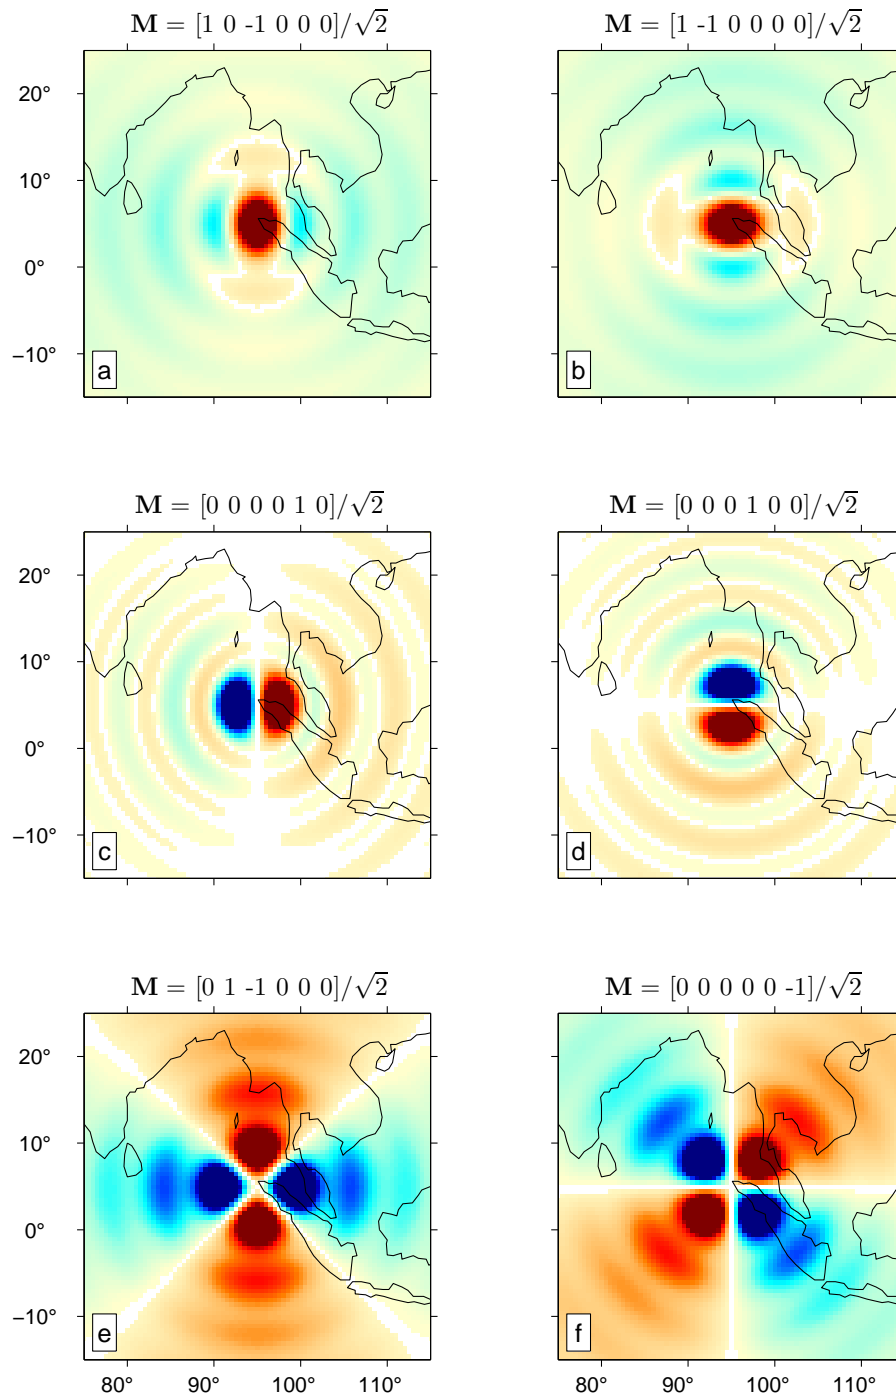 M = [1 0 -1 0 0 0]/√2
M = [1 -1 0 0 0 0]/√2
20°
10°
0°
−10°
a
b
M = [0 0 0 0 1 0]/√2
M = [0 0 0 1 0 0]/√2
20°
10°
0°
−10°
c
d
M = [0 1 -1 0 0 0]/√2
M = [0 0 0 0 0 -1]/√2
20°
10°
0°
−10°
e
f
80° 90° 100° 110°
80° 90° 100° 110°